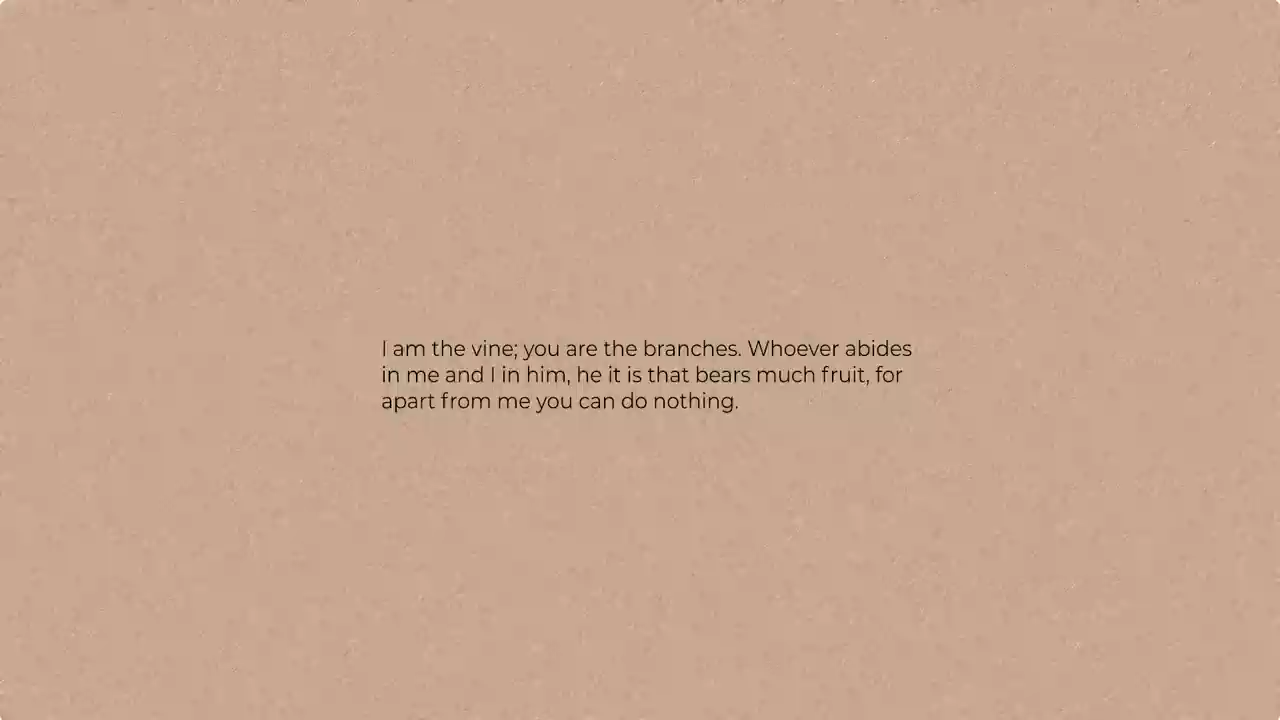 I am the vine; you are the branches. Whoever abides
in me and I in him, he it is that bears much fruit, for
apart from me you can do nothing.